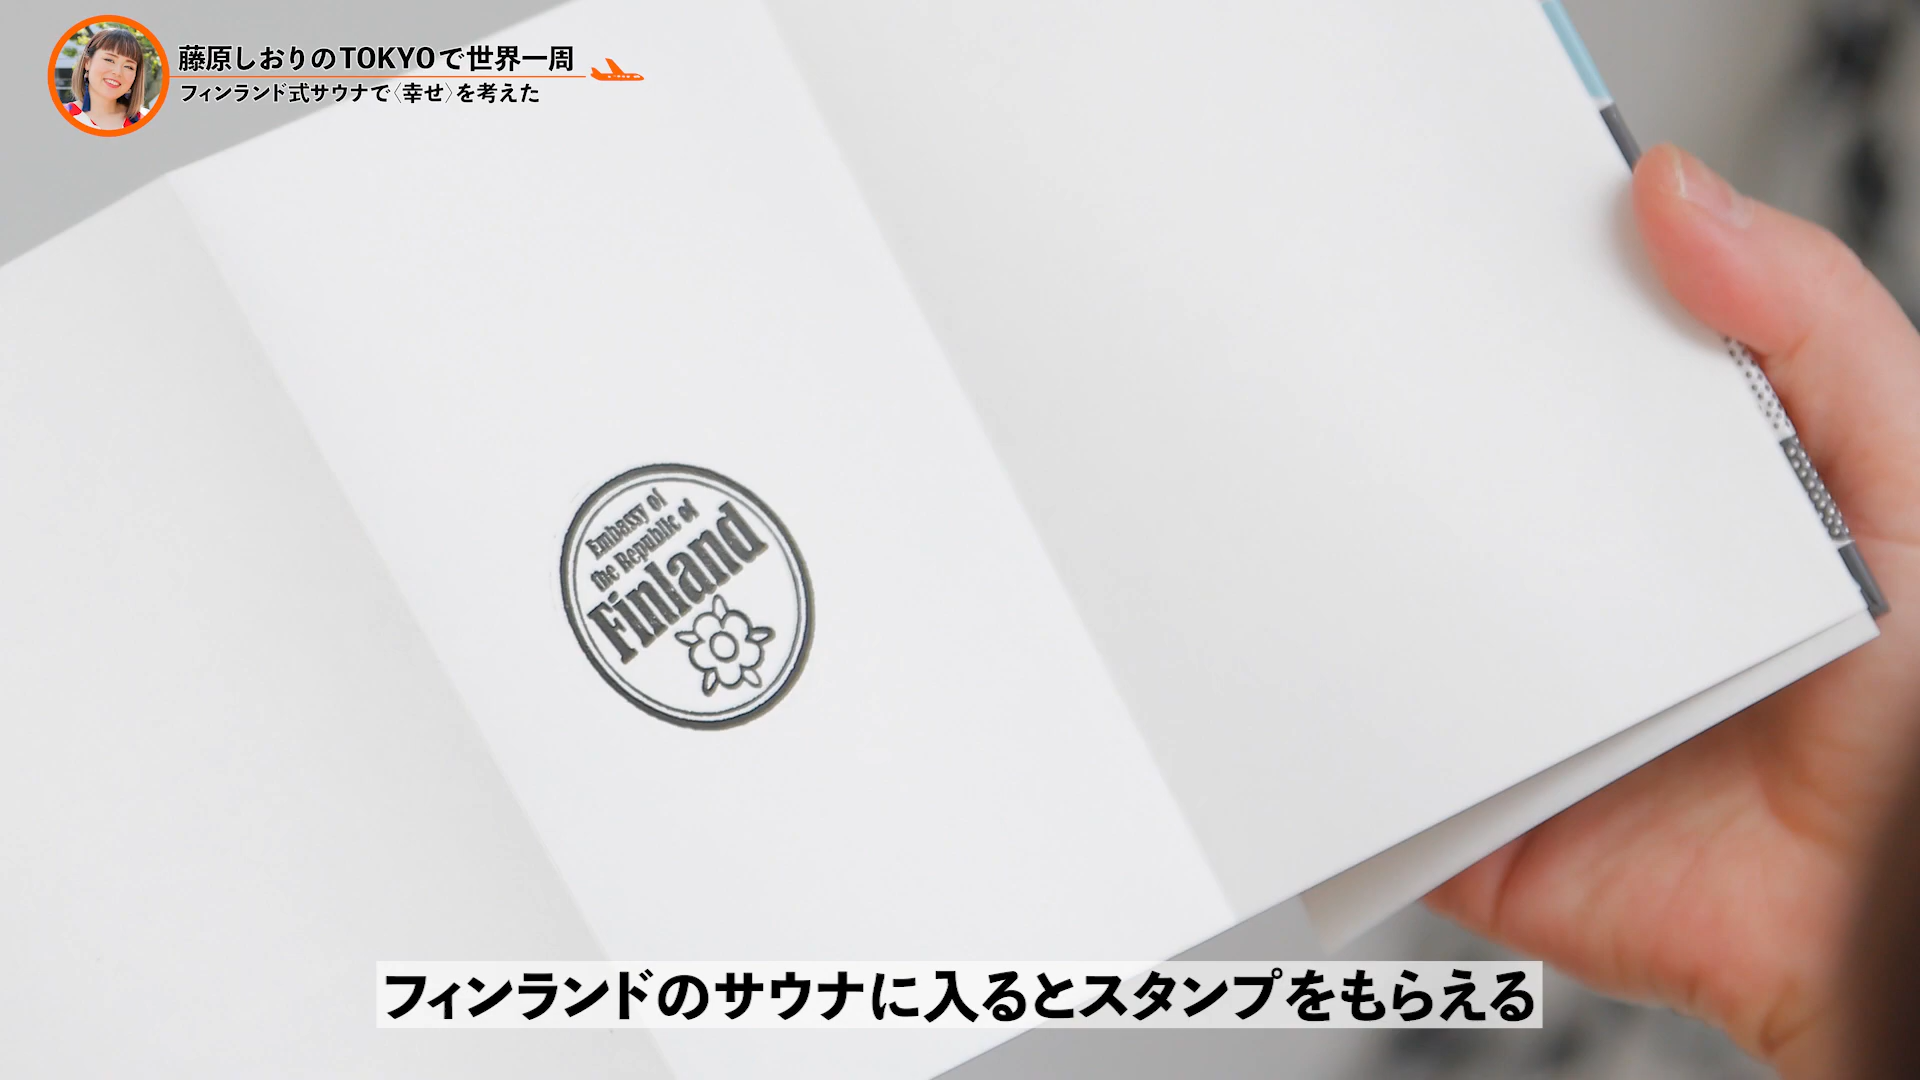 藤原しおりのTOKYOで世界一周
フィンランド式サウナで〈幸せ〉を考えた
Embassy of
the Republic of
Finland
フィンランドのサウナに入るとスタンプをもらえる